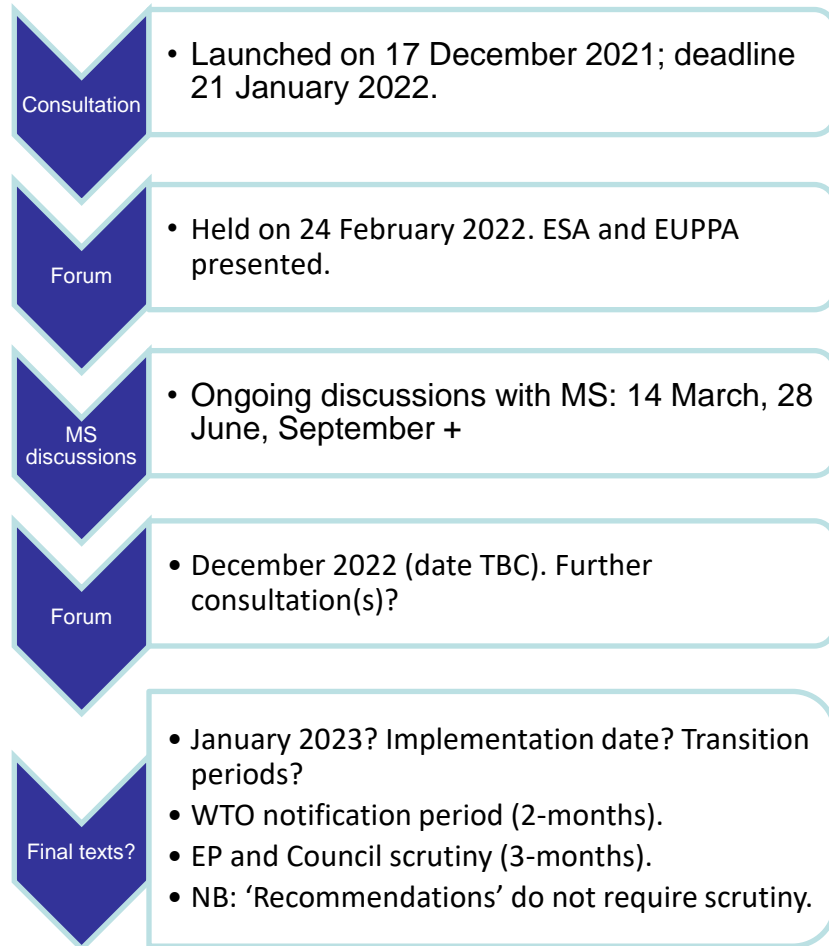 Consultation
• Launched on 17 December 2021; deadline
21 January 2022.
Forum
• Held on 24 February 2022. ESA and EUPPA
presented.
MS
discussions
• Ongoing discussions with MS: 14 March, 28
June, September +
Forum
• December 2022 (date TBC). Further
consultation(s)?
Final texts?
• January 2023? Implementation date? Transition
periods?
• WTO notification period (2-months).
• EP and Council scrutiny (3-months).
• NB: ‘Recommendations’ do not require scrutiny.